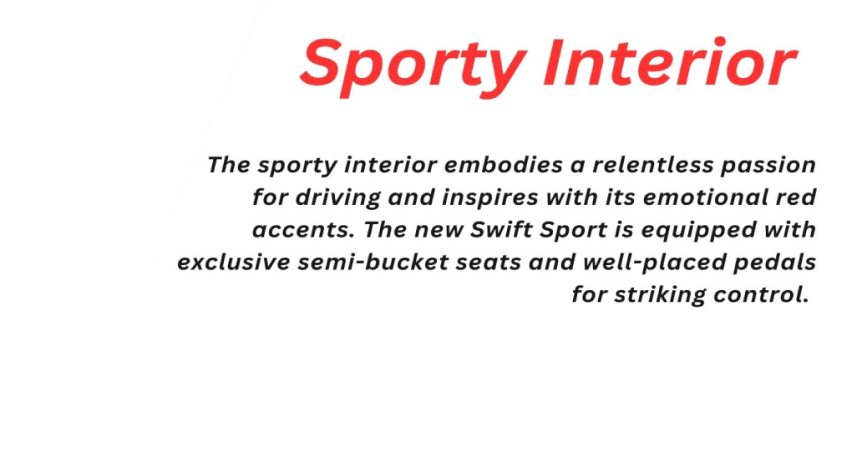 Sporty Interior
The sporty interior embodies a relentless passion
for driving and inspires with its emotional red
accents. The new Swift Sport is equipped with
exclusive semi-bucket seats and well-placed pedals
for striking control.